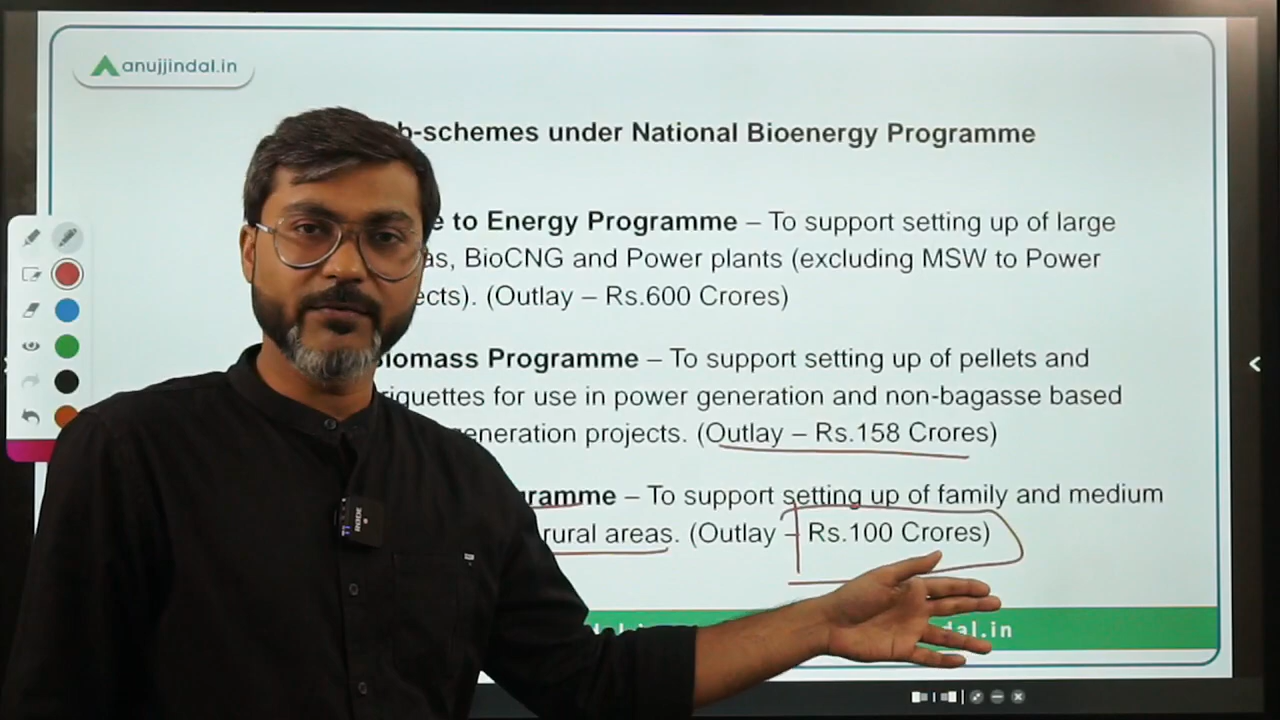 anujjindal.in
b-schemes under National Bioenergy Programme
e to Energy Programme – To support setting up of large
as, BioCNG and Power plants (excluding MSW to Power
ects). (Outlay – Rs.600 Crores)
iomass Programme – To support setting up of pellets and
riquettes for use in power generation and non-bagasse based
eneration projects. (Outlay – Rs.158 Crores)
ramme – To support setting up of family and medium
rural areas. (Outlay – Rs.100 Crores)
dal.in
RODE